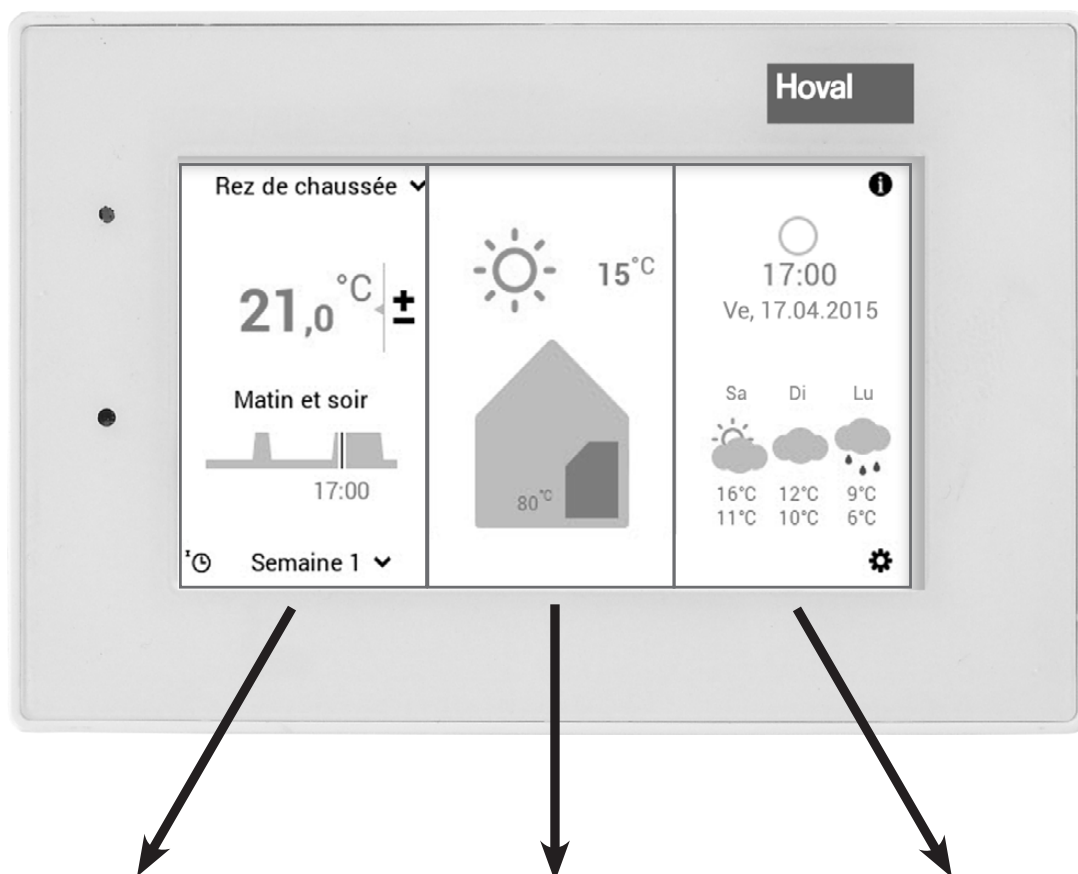 Hoval
Rez de chaussée
21,0 °C
±
Matin et soir
17:00
Semaine 1
15°C
80°C
i
17:00
Ve, 17.04.2015
Sa Di Lu
16°C 12°C 9°C
11°C 10°C 6°C